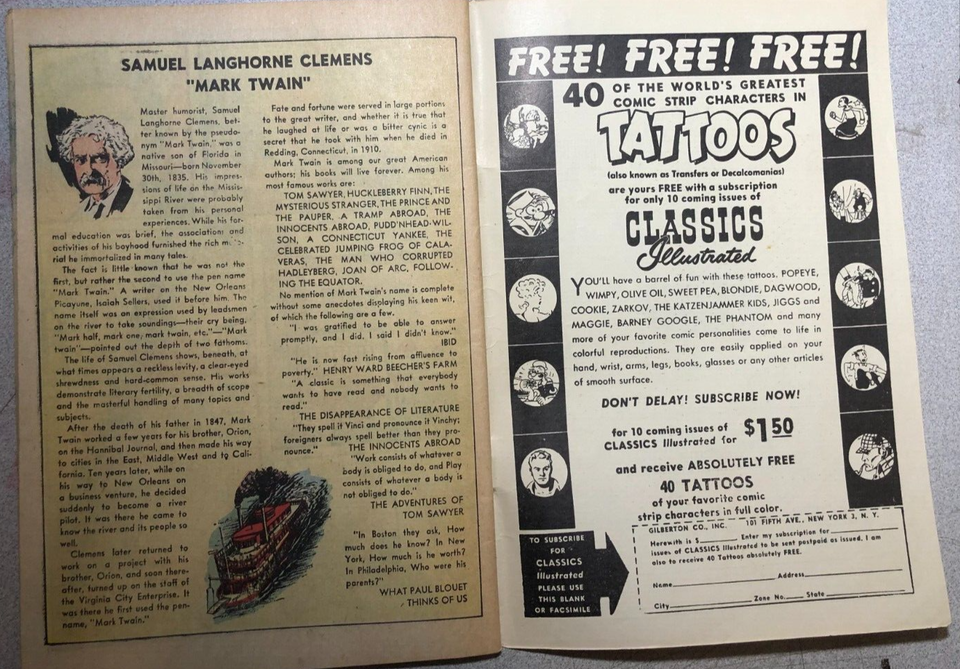 SAMUEL LANGHORNE CLEMENS
"MARK TWAIN"
Master humorist, Samuel
Langhorne Clemens, bet-
ter known by the pseudo-
nym "Mark Twain," was a
native son of Florida in
Missouri—born November
30th, 1835. His impres-
sions of life on the Missis-
sippi River were probably
taken from his personal
experiences. While his for-
mal education was brief, the associations and
activities of his boyhood furnished the rich
rial he immortalized in many tales.
The fact is little known that he was not the
first, but rather the second to use the pen name
"Mark Twain." A writer on the New Orleans
Picayune, Isaiah Sellers, used it before him. The
name itself was an expression used by leadsmen
on the river to take soundings—their cry being,
"Mark half, mark one, mark twain, etc."—"Mark
twain"—pointed out the depth of two fathoms.
The life of Samuel Clemens shows, beneath, at
what times appears a reckless levity, a clear-eyed
shrewdness and hard-common sense. His works
demonstrate literary fertility, a breadth of scope
and the masterful handling of many topics and
subjects.
After the death of his father in 1847, Mark
Twain worked a few years for his brother, Orion,
on the Hannibal Journal, and then made his way
to cities in the East, Middle West and to Cali-
fornia. Ten years later, while on
his way to New Orleans on
a business venture, he decided
suddenly to become a river
pilot. It was there he came to
know the river and its people so
well.
Clemens later returned to
work on a project with his
brother, Orion, and soon there-
after, turned up on the staff of
the Virginia City Enterprise. It
was there he first used the pen-
name, "Mark Twain."
Fate and fortune were served in large portions
to the great writer, and whether it is true that
he laughed at life or was a bitter cynic is a
secret that he took with him when he died in
Redding, Connecticut, in 1910.
Mark Twain is among our great American
authors; his books will live forever. Among his
most famous works are:
TOM SAWYER, HUCKLEBERRY FINN, THE
MYSTERIOUS STRANGER, THE PRINCE AND
THE PAUPER, A TRAMP ABROAD, THE
INNOCENTS ABROAD, PUDD'NHEAD-WIL-
SON, A CONNECTICUT YANKEE, THE
CELEBRATED JUMPING FROG OF CALA-
VERAS, THE MAN WHO CORRUPTED
HADLEYBERG, JOAN OF ARC, FOLLOW-
ING THE EQUATOR.
No mention of Mark Twain's name is complete
without some anecdotes displaying his keen wit,
of which the following are a few.
"I was gratified to be able to answer
promptly, and I did. I said I didn't know."
IBID
"He is now fast rising from affluence to
poverty." HENRY WARD BEECHER'S FARM
"A classic is something that everybody
wants to have read and nobody wants to
read."
THE DISAPPEARANCE OF LITERATURE
"They spell it Vinci and pronounce it Vinchy;
foreigners always spell better than they pro-
nounce."
THE INNOCENTS ABROAD
"Work consists of whatever a
body is obliged to do, and Play
consists of whatever a body is
not obliged to do."
THE ADVENTURES OF
TOM SAWYER
"In Boston they ask, How
much does he know? In New
York, How much is he worth?
In Philadelphia, Who were his
parents?"
WHAT PAUL BLOUET
THINKS OF US
FREE! FREE! FREE!
40 OF THE WORLD'S GREATEST
COMIC STRIP CHARACTERS IN
TATTOOS
(also known as Transfers or Decalcomanias)
are yours FREE with a subscription
for only 10 coming issues of
CLASSICS
Illustrated
YOU'LL have a barrel of fun with these tattoos. POPEYE,
WIMPY, OLIVE OIL, SWEET PEA, BLONDIE, DAGWOOD,
COOKIE, ZARKOV, THE KATZENJAMMER KIDS, JIGGS and
MAGGIE, BARNEY GOOGLE, THE PHANTOM and many
more of your favorite comic personalities come to life in
colorful reproductions. They are easily applied on your
hand, wrist, arms, legs, books, glasses or any other articles
of smooth surface.
DON'T DELAY! SUBSCRIBE NOW!
for 10 coming issues of
CLASSICS Illustrated for $1.50
and receive ABSOLUTELY FREE
40 TATTOOS
of your favorite comic
strip characters in full color.
TO SUBSCRIBE
FOR
CLASSICS
Illustrated
PLEASE USE
THIS BLANK
OR FACSIMILE
GILBERTON CO., INC. 101 FIFTH AVE., NEW YORK 3, N. Y.
Herewith is $ Enter my subscription for
issues of CLASSICS Illustrated to be sent postpaid as issued. I am
also to receive 40 Tattoos absolutely FREE.
Name Address
City Zone No. State